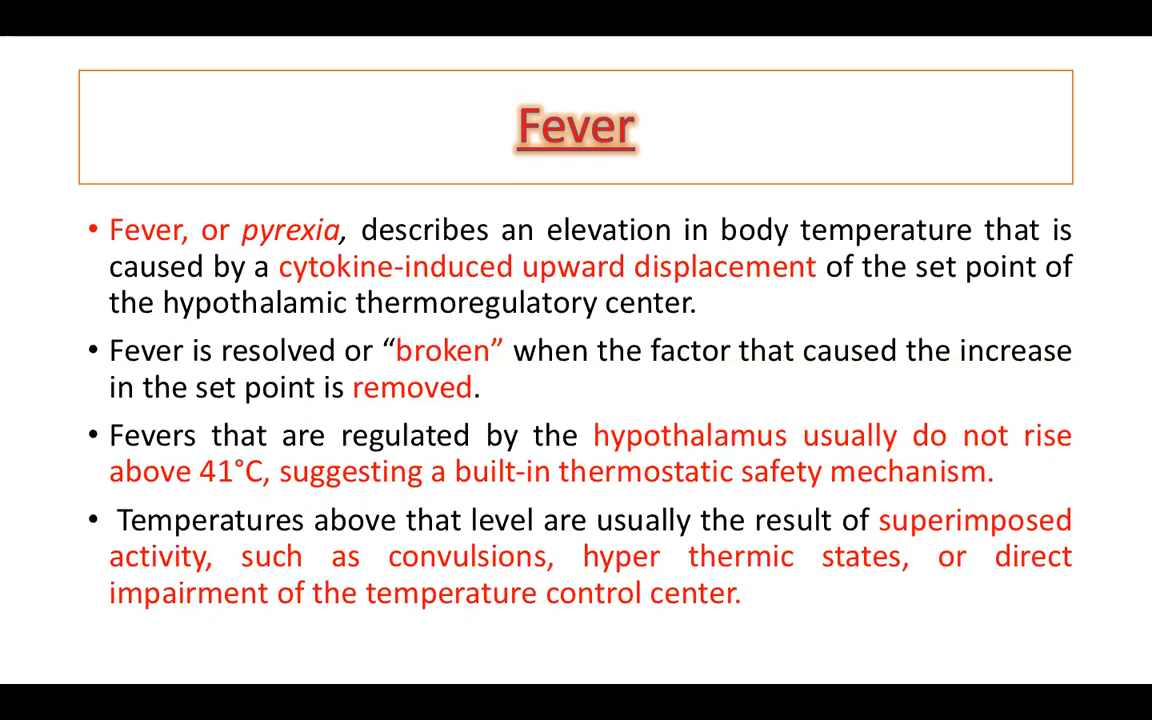 Fever
• Fever, or pyrexia, describes an elevation in body temperature that is
caused by a cytokine-induced upward displacement of the set point of
the hypothalamic thermoregulatory center.
• Fever is resolved or “broken” when the factor that caused the increase
in the set point is removed.
• Fevers that are regulated by the hypothalamus usually do not rise
above 41°C, suggesting a built-in thermostatic safety mechanism.
• Temperatures above that level are usually the result of superimposed
activity, such as convulsions, hyper thermic states, or direct
impairment of the temperature control center.